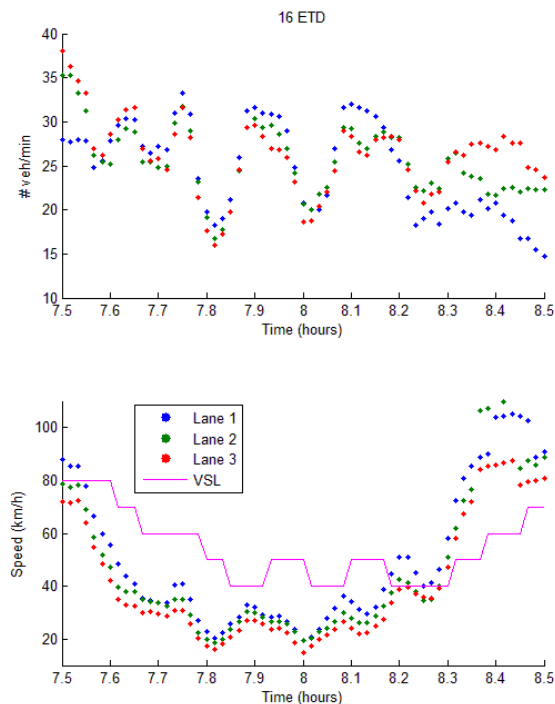 16 ETD
40
35
30
25
20
15
10
# veh/min
7.5 7.6 7.7 7.8 7.9 8 8.1 8.2 8.3 8.4 8.5
Time (hours)
100
80
60
40
20
Speed (km/h)
Lane 1
Lane 2
Lane 3
VSL
7.5 7.6 7.7 7.8 7.9 8 8.1 8.2 8.3 8.4 8.5
Time (hours)